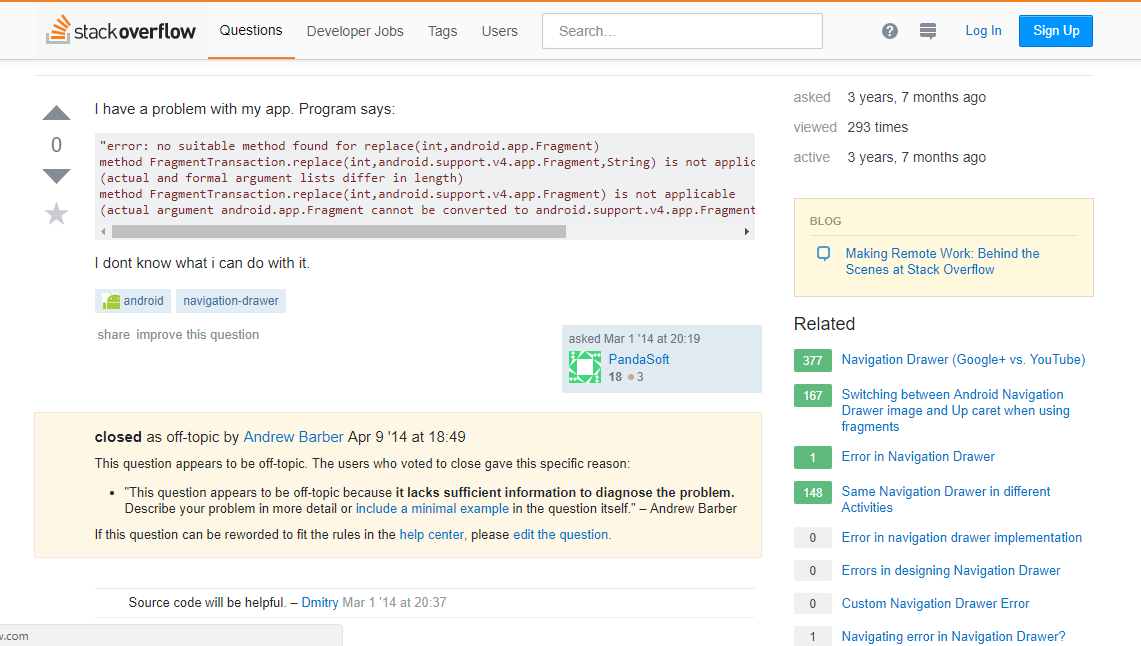 stackoverflow Questions Developer Jobs Tags Users Search... Log In Sign Up
I have a problem with my app. Program says:
"error: no suitable method found for replace(int,android.app.Fragment)
method FragmentTransaction.replace(int,android.support.v4.app.Fragment,String) is not applic
(actual and formal argument lists differ in length)
method FragmentTransaction.replace(int,android.support.v4.app.Fragment) is not applicable
(actual argument android.app.Fragment cannot be converted to android.support.v4.app.Fragment
0
I dont know what i can do with it.
android navigation-drawer
share improve this question
asked Mar 1 '14 at 20:19
PandaSoft
18 3
closed as off-topic by Andrew Barber Apr 9 '14 at 18:49
This question appears to be off-topic. The users who voted to close gave this specific reason:
• "This question appears to be off-topic because it lacks sufficient information to diagnose the problem.
Describe your problem in more detail or include a minimal example in the question itself." – Andrew Barber
If this question can be reworded to fit the rules in the help center, please edit the question.
Source code will be helpful. – Dmitry Mar 1 '14 at 20:37
w.com
asked 3 years, 7 months ago
viewed 293 times
active 3 years, 7 months ago
BLOG
Making Remote Work: Behind the
Scenes at Stack Overflow
Related
377 Navigation Drawer (Google+ vs. YouTube)
167 Switching between Android Navigation
Drawer image and Up caret when using
fragments
1 Error in Navigation Drawer
148 Same Navigation Drawer in different
Activities
0 Error in navigation drawer implementation
0 Errors in designing Navigation Drawer
0 Custom Navigation Drawer Error
1 Navigating error in Navigation Drawer?